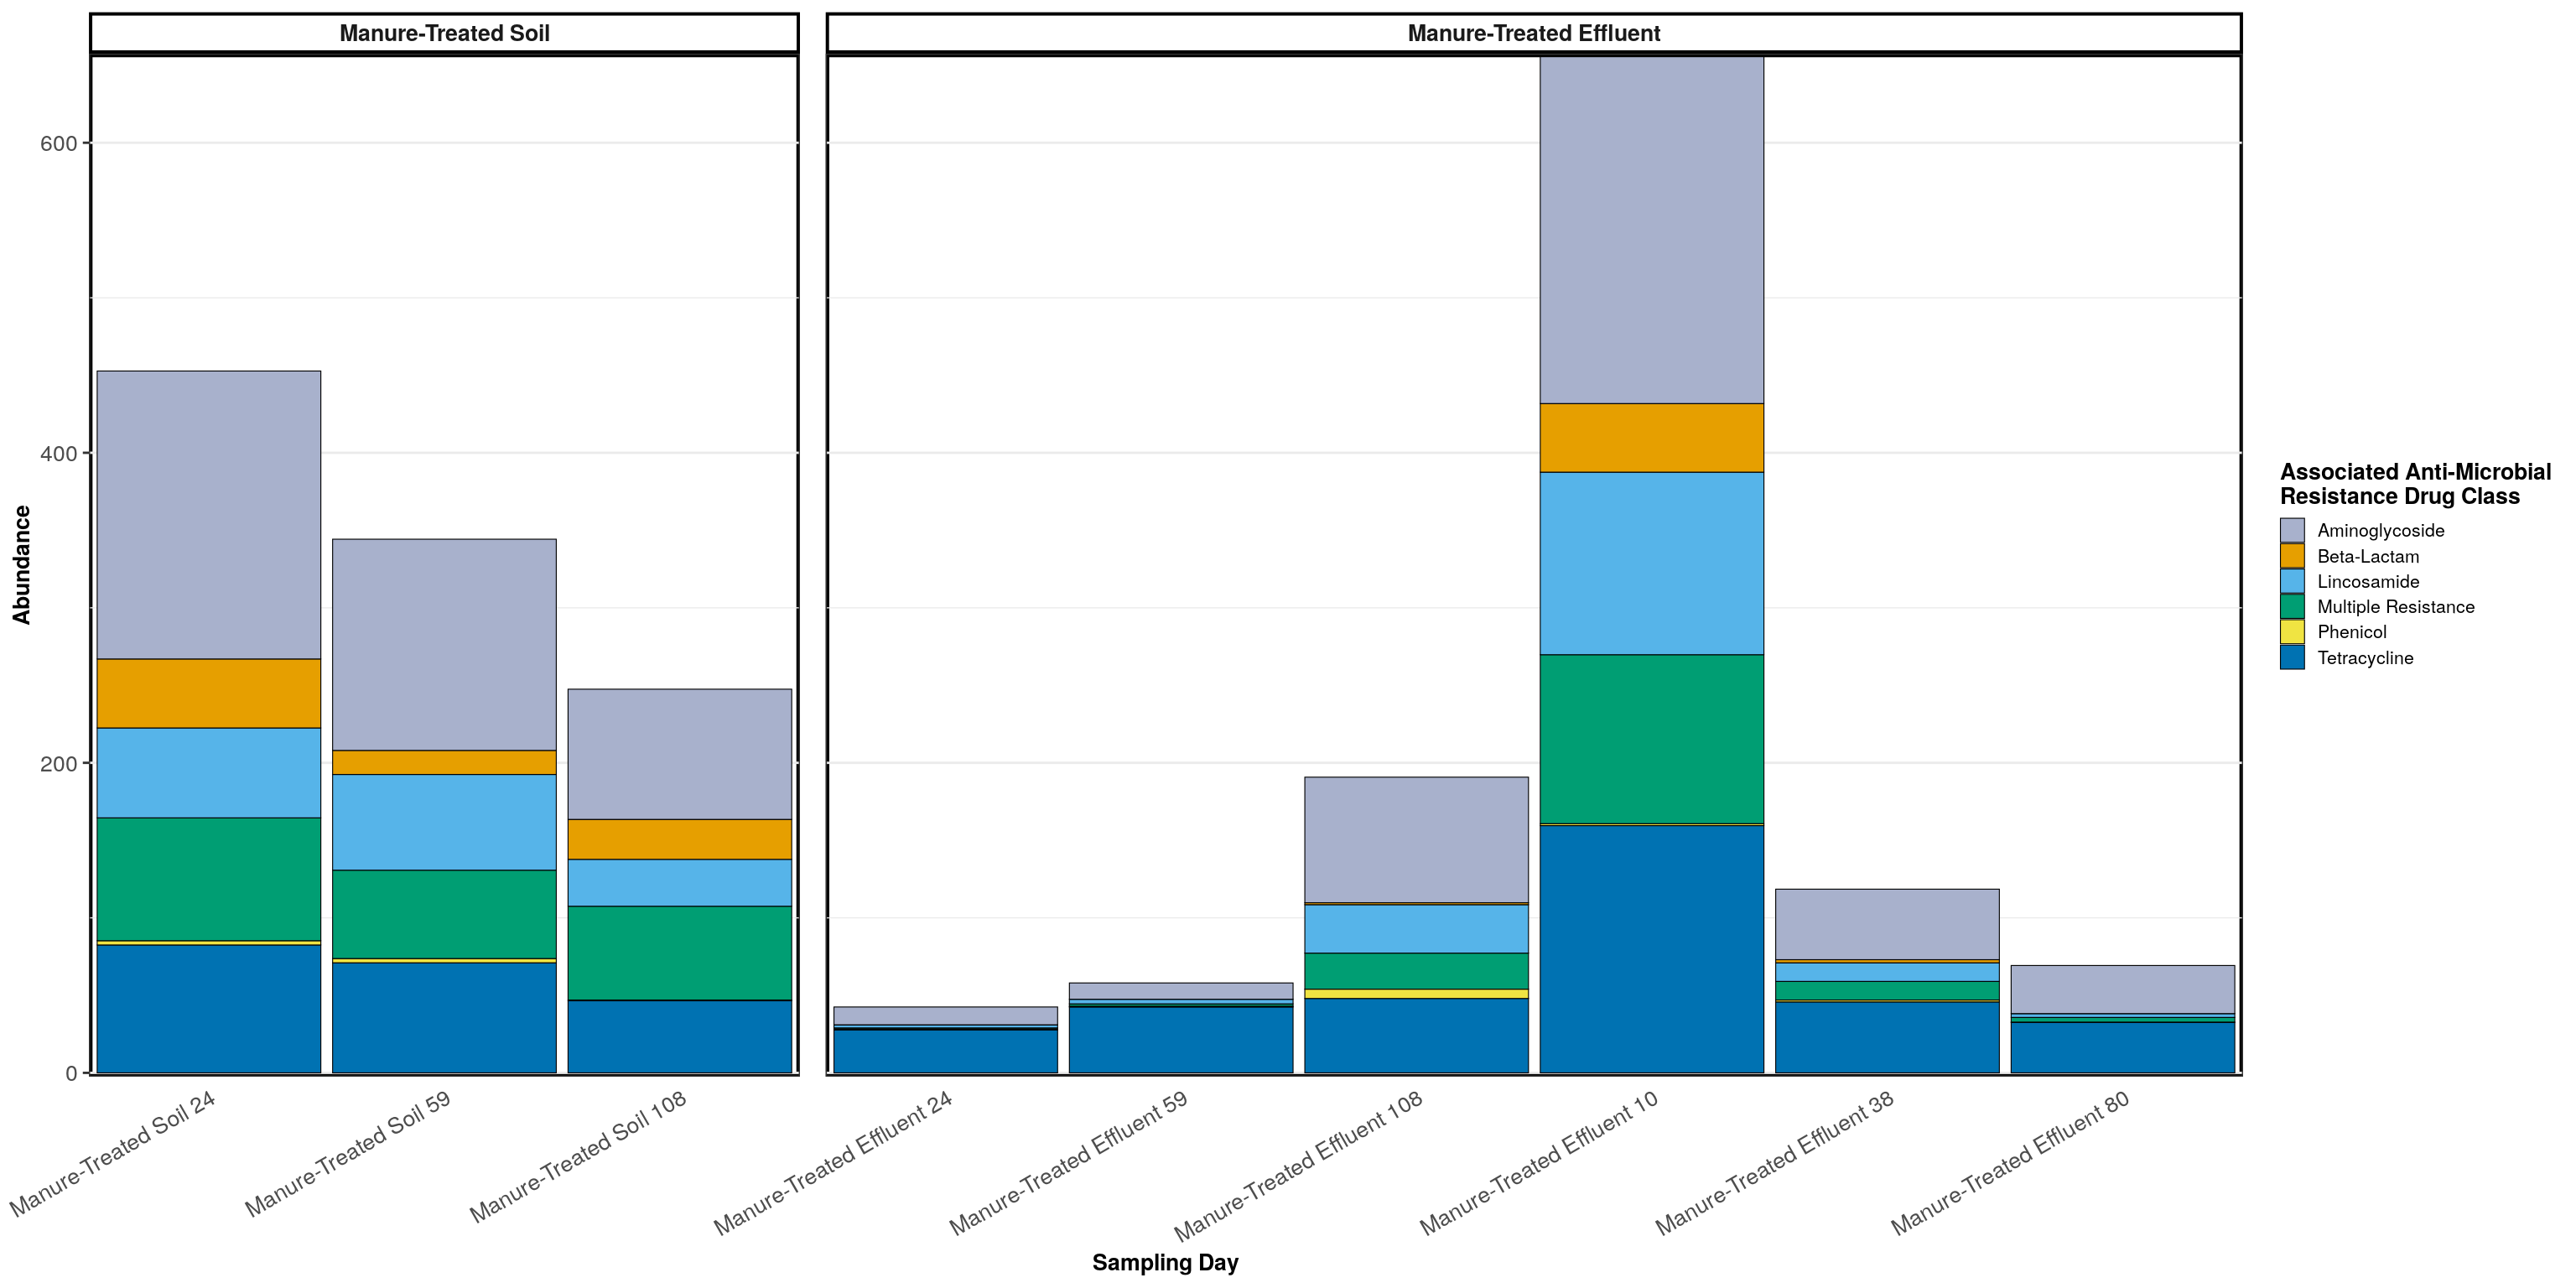 Manure-Treated Soil
Manure-Treated Effluent
600
400
200
0
Abundance
Manure-Treated Soil 24
Manure-Treated Soil 59
Manure-Treated Soil 108
Manure-Treated Effluent 24
Manure-Treated Effluent 59
Manure-Treated Effluent 108
Manure-Treated Effluent 10
Manure-Treated Effluent 38
Manure-Treated Effluent 80
Sampling Day
Associated Anti-Microbial
Resistance Drug Class
Aminoglycoside
Beta-Lactam
Lincosamide
Multiple Resistance
Phenicol
Tetracycline